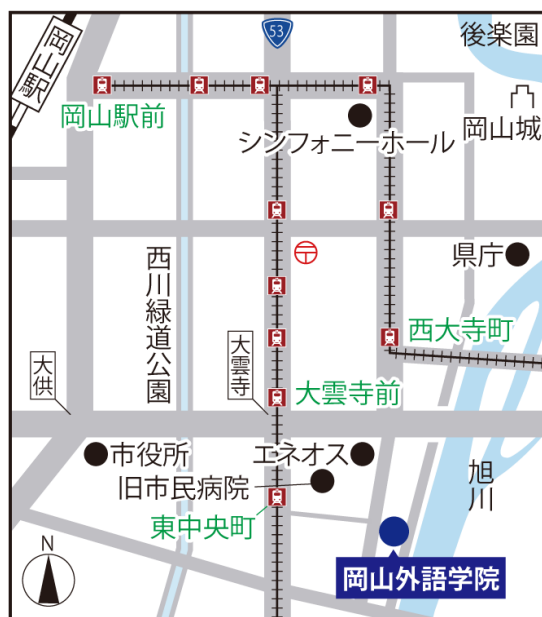 53
後楽園
岡山駅
岡山駅前
シンフォニーホール
岡山城
〒
県庁
西川緑道公園
西大寺町
大供
大雲寺
大雲寺前
市役所
エネオス
旧市民病院
旭川
東中央町
N
岡山外語学院